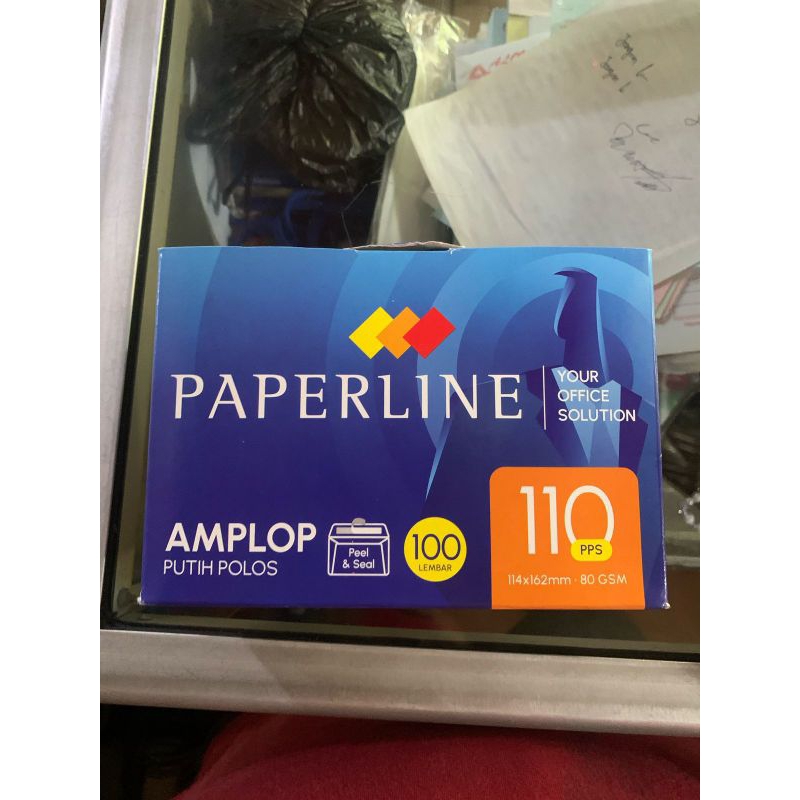 PAPERLINE
YOUR
OFFICE
SOLUTION
AMPLOP
PUTIH POLOS
Peel
& Seal
100
LEMBAR
110
PPS
114x162mm · 80 GSM